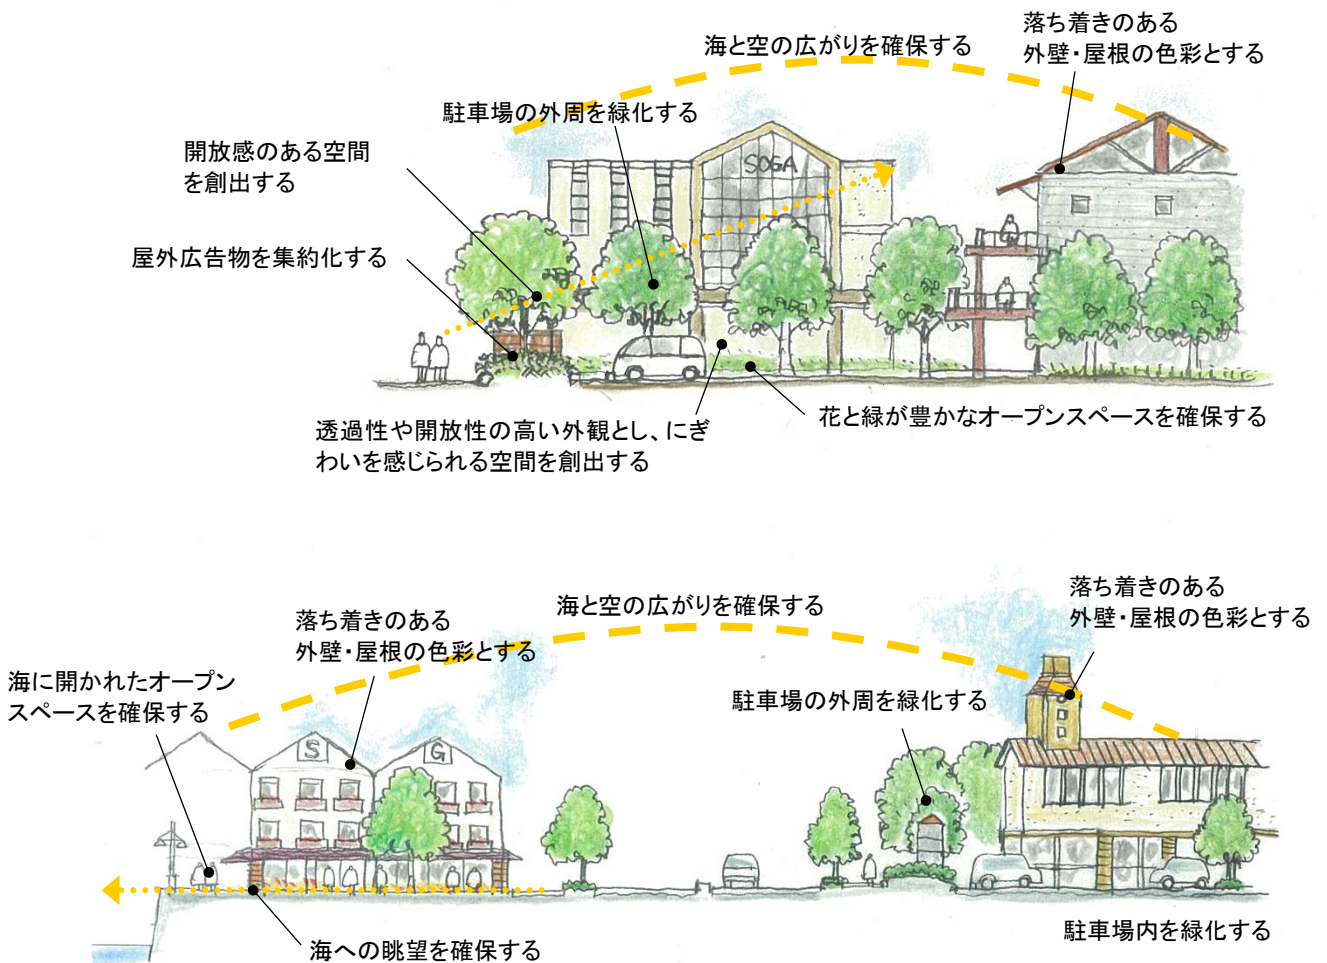 海と空の広がりを確保する
落ち着きのある
外壁・屋根の色彩とする
駐車場の外周を緑化する
開放感のある空間
を創出する
SOGA
屋外広告物を集約化する
透過性や開放性の高い外観とし、にぎ
わいを感じられる空間を創出する
花と緑が豊かなオープンスペースを確保する
海と空の広がりを確保する
落ち着きのある
外壁・屋根の色彩とする
落ち着きのある
外壁・屋根の色彩とする
海に開かれたオープン
スペースを確保する
駐車場の外周を緑化する
S
G
海への眺望を確保する
駐車場内を緑化する